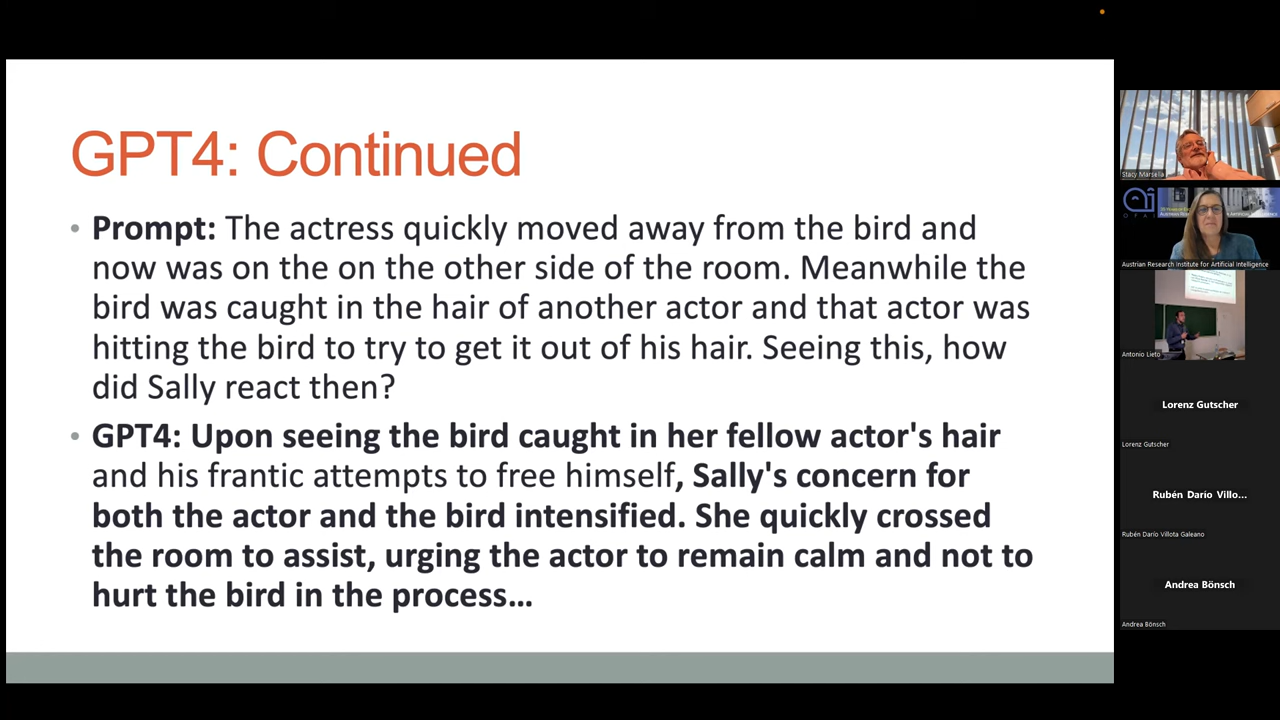 GPT4: Continued
• Prompt: The actress quickly moved away from the bird and
now was on the on the other side of the room. Meanwhile the
bird was caught in the hair of another actor and that actor was
hitting the bird to try to get it out of his hair. Seeing this, how
did Sally react then?
• GPT4: Upon seeing the bird caught in her fellow actor's hair
and his frantic attempts to free himself, Sally's concern for
both the actor and the bird intensified. She quickly crossed
the room to assist, urging the actor to remain calm and not to
hurt the bird in the process…
Stacy Marsella
OFAI
Austrian Research Institute for Artificial Intelligence
Antonio Lieto
Lorenz Gutscher
Lorenz Gutscher
Rubén Darío Villo...
Rubén Darío Villota Galeano
Andrea Bönsch
Andrea Bönsch